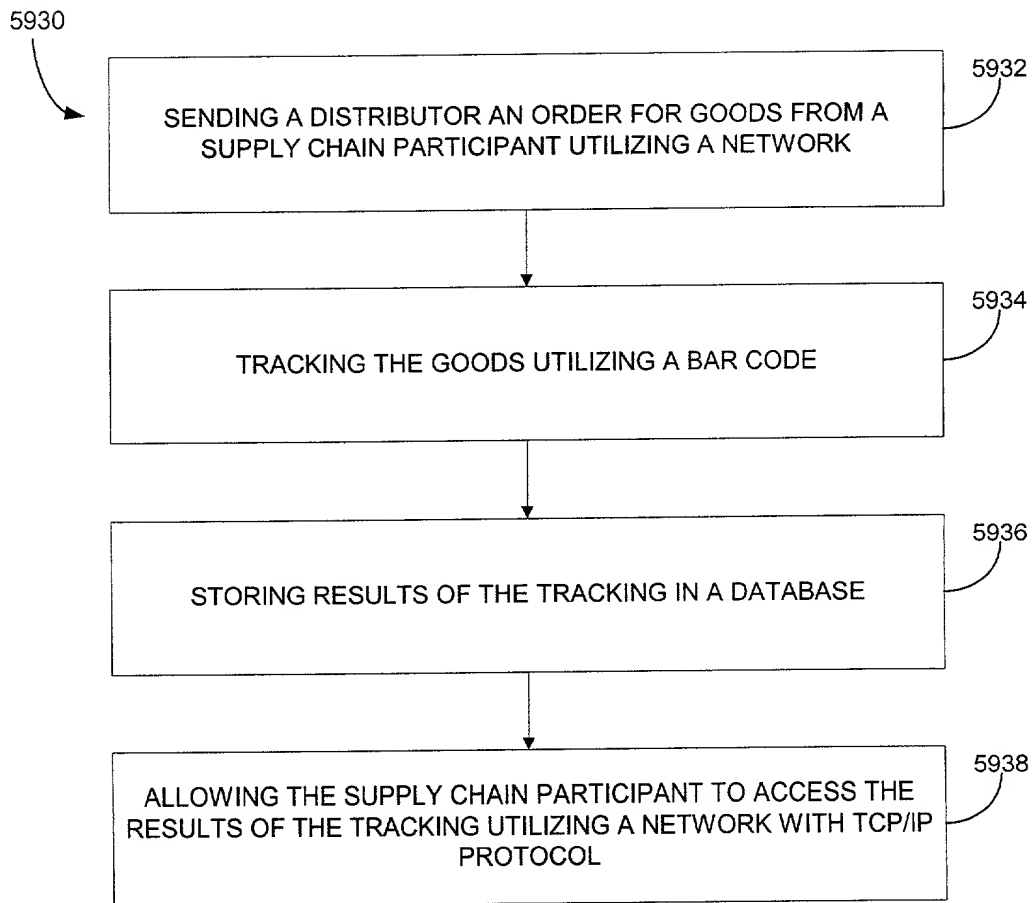 5930
5932
SENDING A DISTRIBUTOR AN ORDER FOR GOODS FROM A
SUPPLY CHAIN PARTICIPANT UTILIZING A NETWORK
5934
TRACKING THE GOODS UTILIZING A BAR CODE
5936
STORING RESULTS OF THE TRACKING IN A DATABASE
5938
ALLOWING THE SUPPLY CHAIN PARTICIPANT TO ACCESS THE
RESULTS OF THE TRACKING UTILIZING A NETWORK WITH TCP/IP
PROTOCOL